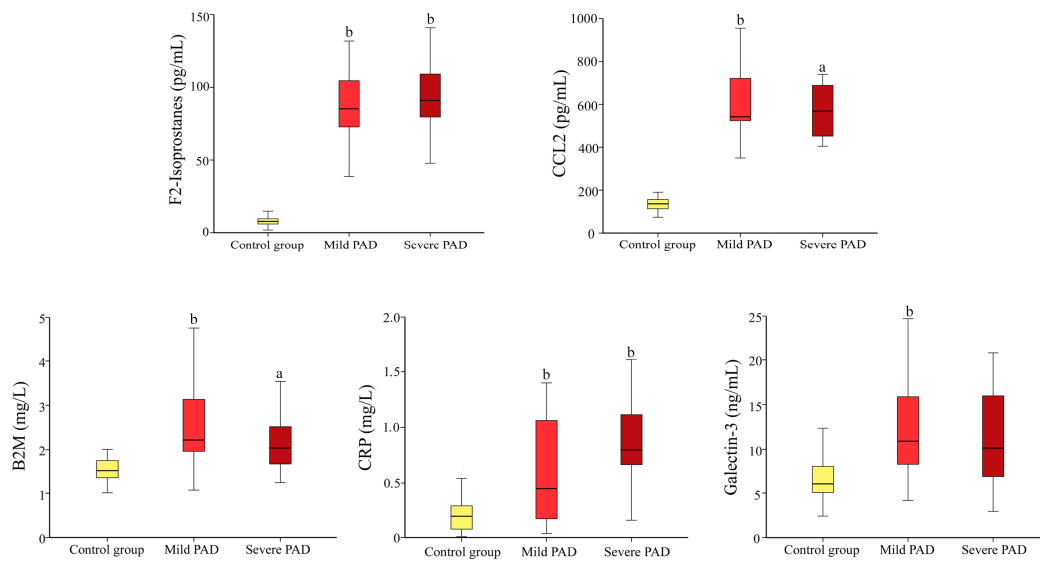 F2-Isoprostanes (pg/mL)
150
100
50
0
b
b
Control group
Mild PAD
Severe PAD
CCL2 (pg/mL)
1000
800
600
400
200
0
b
a
Control group
Mild PAD
Severe PAD
B2M (mg/L)
5
4
3
2
1
0
b
a
Control group
Mild PAD
Severe PAD
CRP (mg/L)
2.0
1.5
1.0
0.5
0
b
b
Control group
Mild PAD
Severe PAD
Galectin-3 (ng/mL)
25
20
15
10
5
0
b
Control group
Mild PAD
Severe PAD